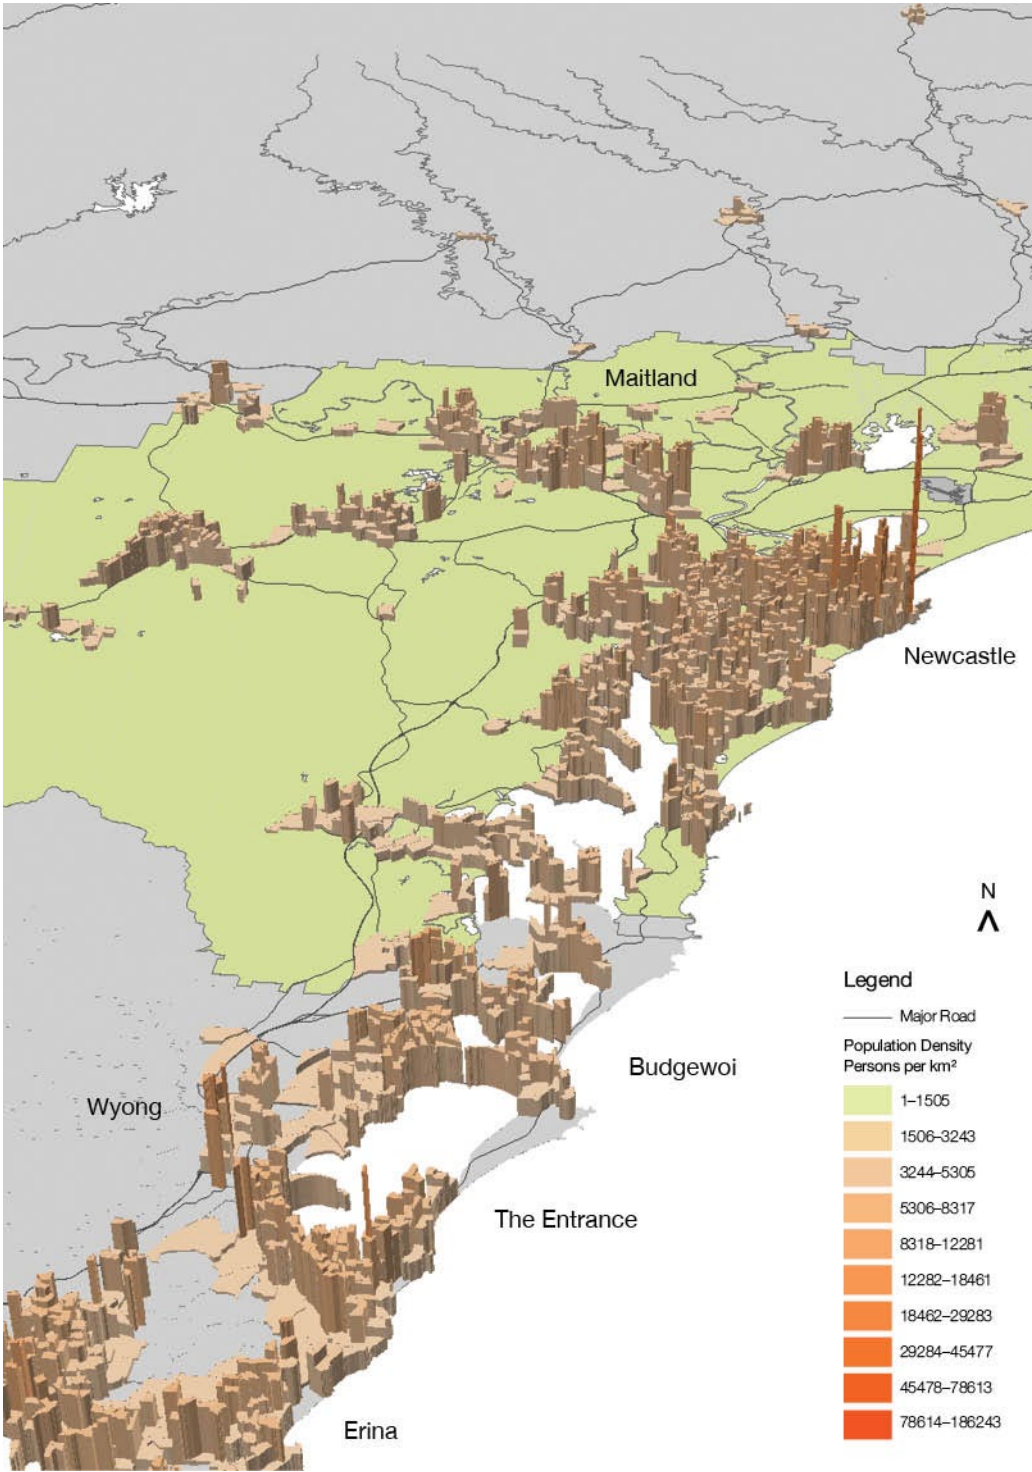 Maitland
Newcastle
N
Budgewoi
Wyong
The Entrance
Erina
Legend
Major Road
Population Density
Persons per km²
1–1505
1506–3243
3244–5305
5306–8317
8318–12281
12282–18461
18462–29283
29284–45477
45478–78613
78614–186243